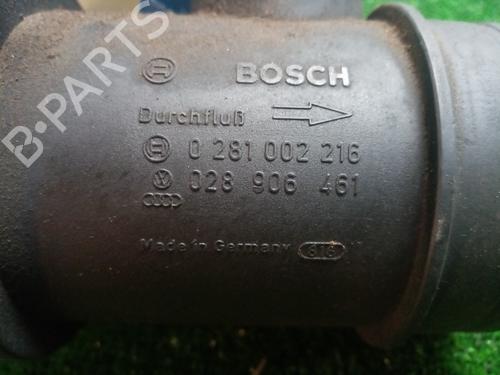 BOSCH
Durchfluß
0 281 002 216
028 906 461
Made in Germany
B-PARTS